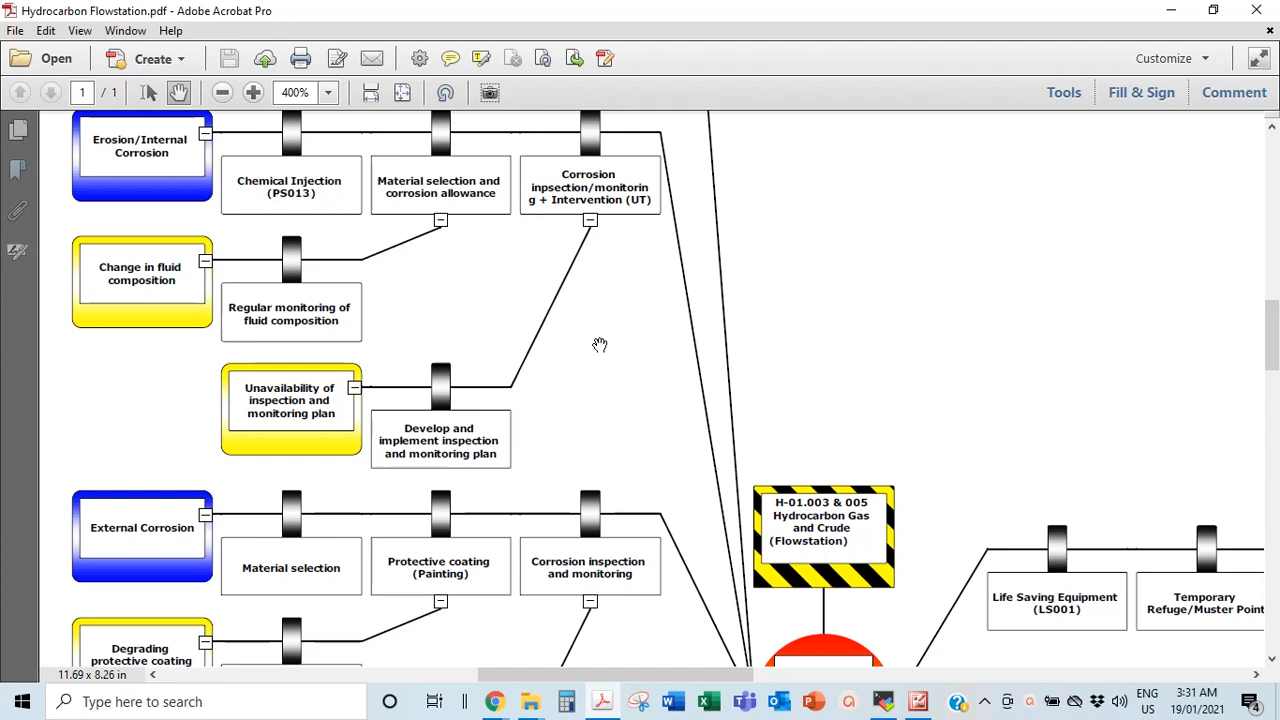 Hydrocarbon Flowstation.pdf - Adobe Acrobat Pro
File Edit View Window Help
Open Create Customize
1 / 1 400% Tools Fill & Sign Comment
Erosion/Internal
Corrosion
Chemical Injection
(PS013)
Material selection and
corrosion allowance
Corrosion
inpsection/monitorin
g + Intervention (UT)
Change in fluid
composition
Regular monitoring of
fluid composition
Unavailability of
inspection and
monitoring plan
Develop and
implement inspection
and monitoring plan
External Corrosion
Material selection
Protective coating
(Painting)
Corrosion inspection
and monitoring
H-01.003 & 005
Hydrocarbon Gas
and Crude
(Flowstation)
Life Saving Equipment
(LS001)
Temporary
Refuge/Muster Point
Degrading
protective coating
11.69 x 8.26 in
Type here to search
ENG
US
3:31 AM
19/01/2021
4